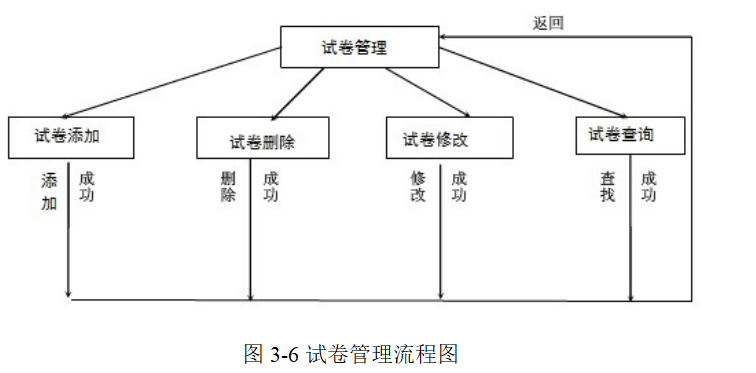 返回
试卷管理
试卷添加
试卷删除
试卷修改
试卷查询
添加
成功
删除
成功
修改
成功
查找
成功
图 3-6 试卷管理流程图